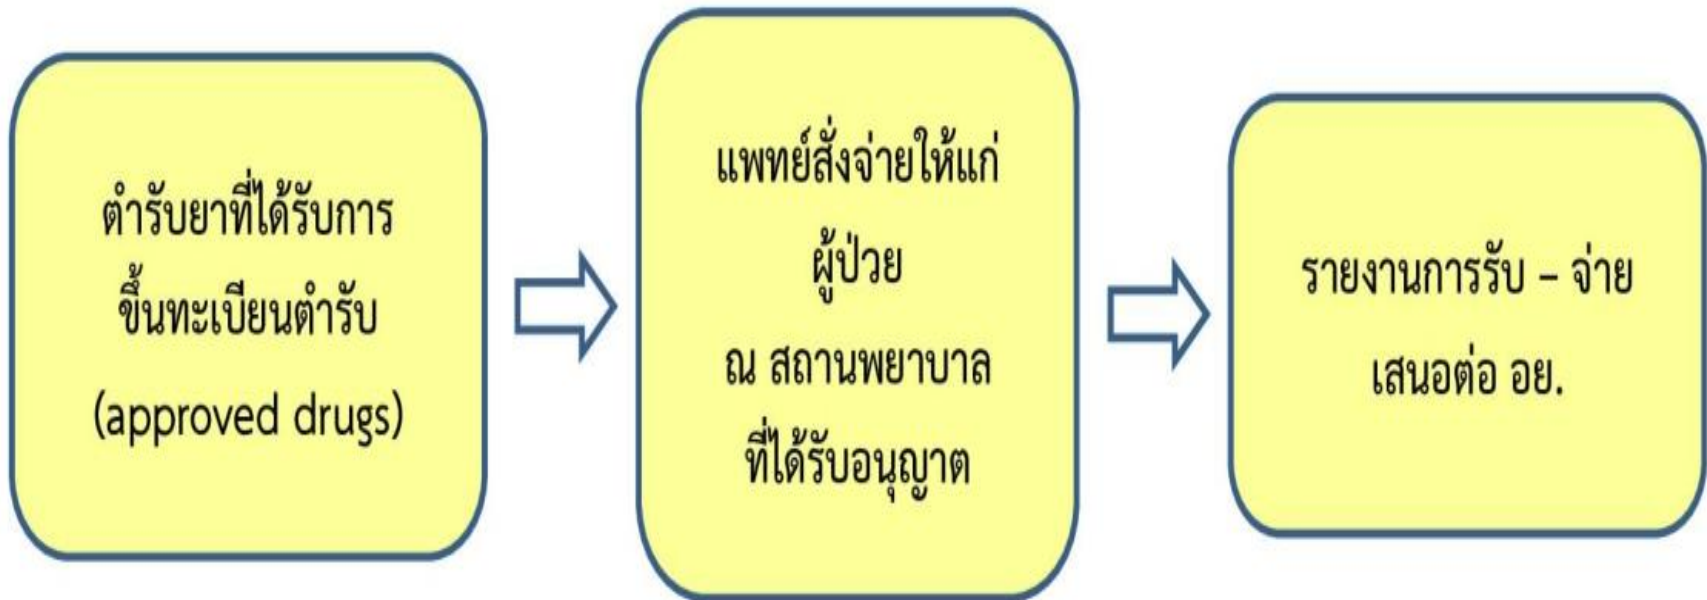 ตำรับยาที่ได้รับการ
ขึ้นทะเบียนตำรับ
(approved drugs)
แพทย์สั่งจ่ายให้แก่
ผู้ป่วย
ณ สถานพยาบาล
ที่ได้รับอนุญาต
รายงานการรับ – จ่าย
เสนอต่อ อย.